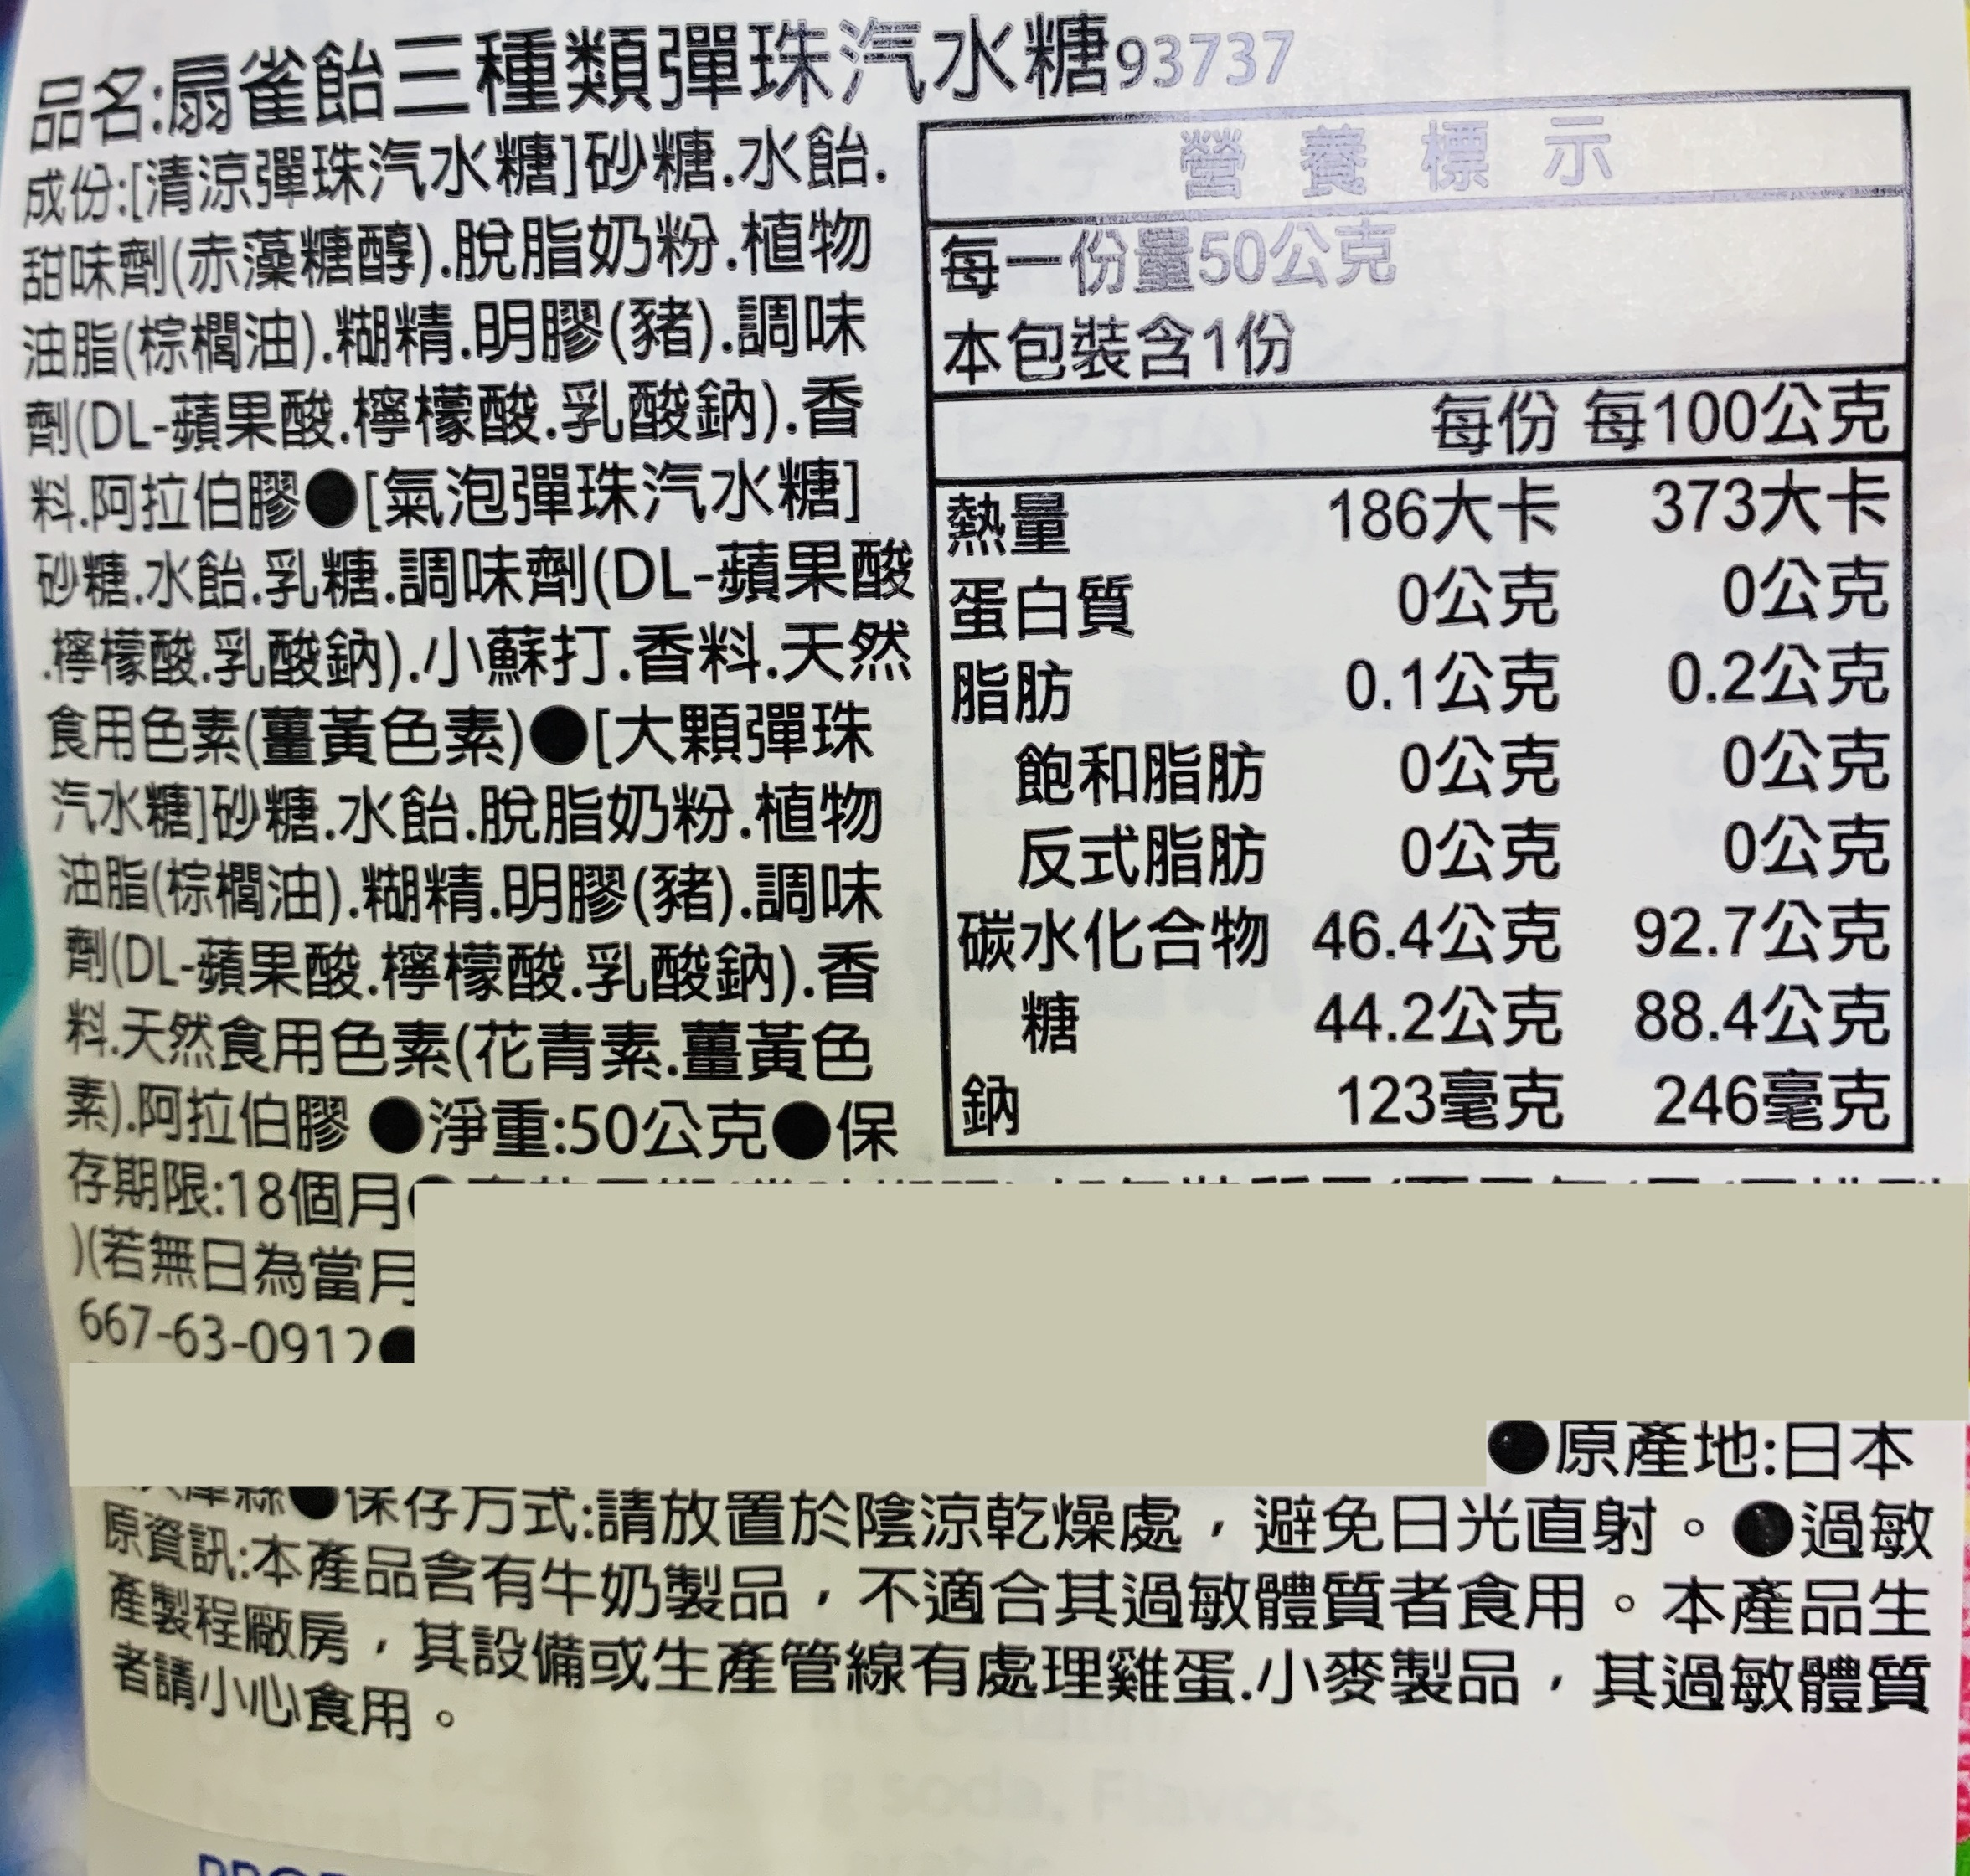 品名:扇雀飴三種類彈珠汽水糖93737
成份:[清涼彈珠汽水糖]砂糖.水飴.
甜味劑(赤藻糖醇).脫脂奶粉.植物
油脂(棕櫚油).糊精.明膠(豬).調味
劑(DL-蘋果酸.檸檬酸.乳酸鈉).香
料.阿拉伯膠●[氣泡彈珠汽水糖]
砂糖.水飴.乳糖.調味劑(DL-蘋果酸
.檸檬酸.乳酸鈉).小蘇打.香料.天然
食用色素(薑黃色素)●[大顆彈珠
汽水糖]砂糖.水飴.脫脂奶粉.植物
油脂(棕櫚油).糊精.明膠(豬).調味
劑(DL-蘋果酸.檸檬酸.乳酸鈉).香
料.天然食用色素(花青素.薑黃色
素).阿拉伯膠 ●淨重:50公克●保
存期限:18個月
)(若無日為當月
667-63-0912●
營養標示
每一份量50公克
本包裝含1份
每份 每100公克
熱量 186大卡 373大卡
蛋白質 0公克 0公克
脂肪 0.1公克 0.2公克
飽和脂肪 0公克 0公克
反式脂肪 0公克 0公克
碳水化合物 46.4公克 92.7公克
糖 44.2公克 88.4公克
鈉 123毫克 246毫克
●原產地:日本
●保存方式:請放置於陰涼乾燥處，避免日光直射。●過敏
原資訊:本產品含有牛奶製品，不適合其過敏體質者食用。本產品生
產製程廠房，其設備或生產管線有處理雞蛋.小麥製品，其過敏體質
者請小心食用。